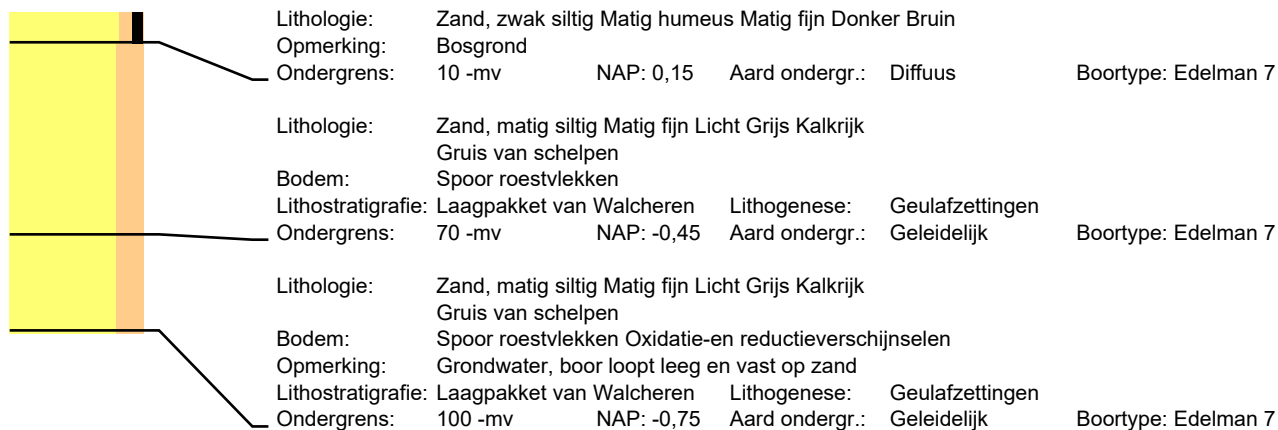 Lithologie: Zand, zwak siltig Matig humeus Matig fijn Donker Bruin
Opmerking: Bosgrond
Ondergrens: 10 -mv NAP: 0,15 Aard ondergr.: Diffuus Boortype: Edelman 7
Lithologie: Zand, matig siltig Matig fijn Licht Grijs Kalkrijk
Gruis van schelpen
Bodem: Spoor roestvlekken
Lithostratigrafie: Laagpakket van Walcheren Lithogenese: Geulafzettingen
Ondergrens: 70 -mv NAP: -0,45 Aard ondergr.: Geleidelijk Boortype: Edelman 7
Lithologie: Zand, matig siltig Matig fijn Licht Grijs Kalkrijk
Gruis van schelpen
Bodem: Spoor roestvlekken Oxidatie-en reductieverschijnselen
Opmerking: Grondwater, boor loopt leeg en vast op zand
Lithostratigrafie: Laagpakket van Walcheren Lithogenese: Geulafzettingen
Ondergrens: 100 -mv NAP: -0,75 Aard ondergr.: Geleidelijk Boortype: Edelman 7